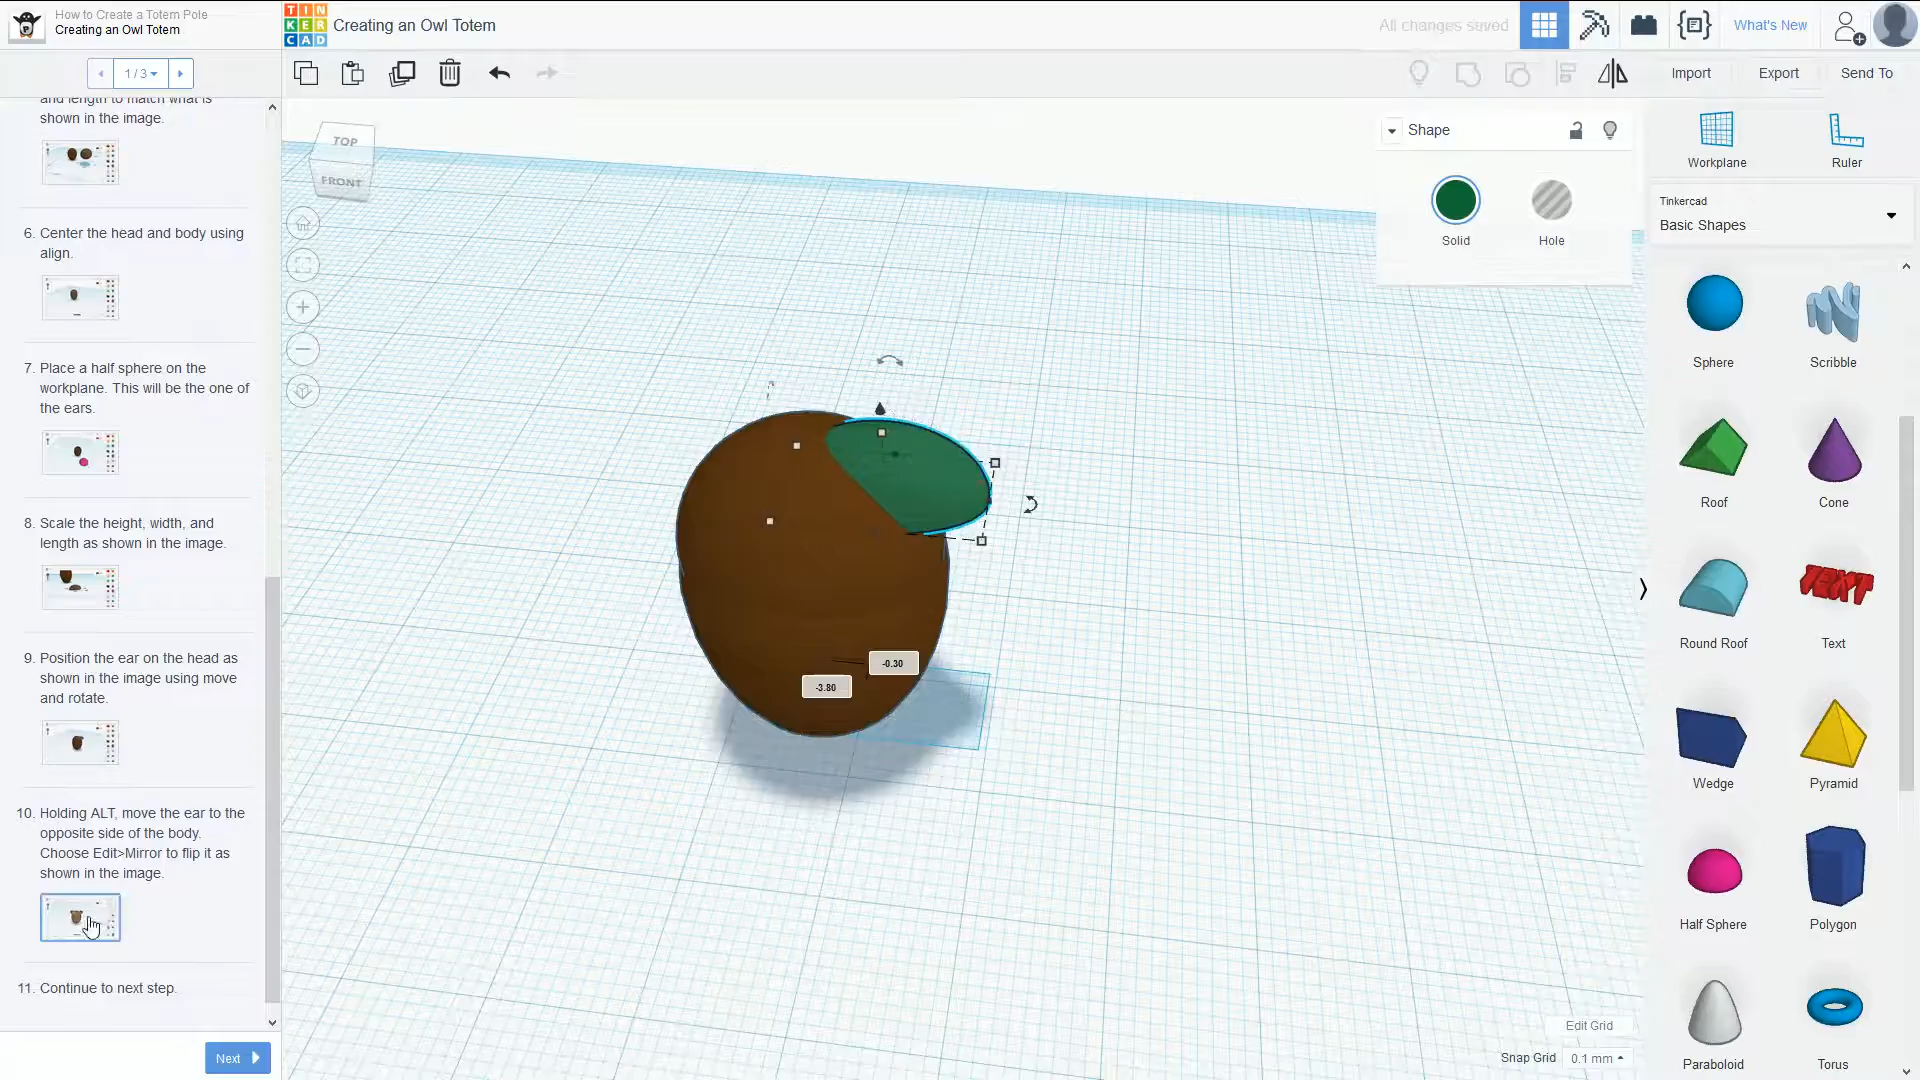 How to Create a Totem Pole
Creating an Owl Totem
TIN
KER
CAD
Creating an Owl Totem
All changes saved
What's New
1 / 3
Import
Export
Send To
and length to match what is
shown in the image.
6. Center the head and body using
align.
7. Place a half sphere on the
workplane. This will be the one of
the ears.
8. Scale the height, width, and
length as shown in the image.
9. Position the ear on the head as
shown in the image using move
and rotate.
10. Holding ALT, move the ear to the
opposite side of the body.
Choose Edit>Mirror to flip it as
shown in the image.
11. Continue to next step.
Next
TOP
FRONT
-0.30
-3.80
Shape
Solid
Hole
Edit Grid
Snap Grid
0.1 mm
Workplane
Ruler
Tinkercad
Basic Shapes
Sphere
Scribble
Roof
Cone
Round Roof
TEXT
Text
Wedge
Pyramid
Half Sphere
Polygon
Paraboloid
Torus